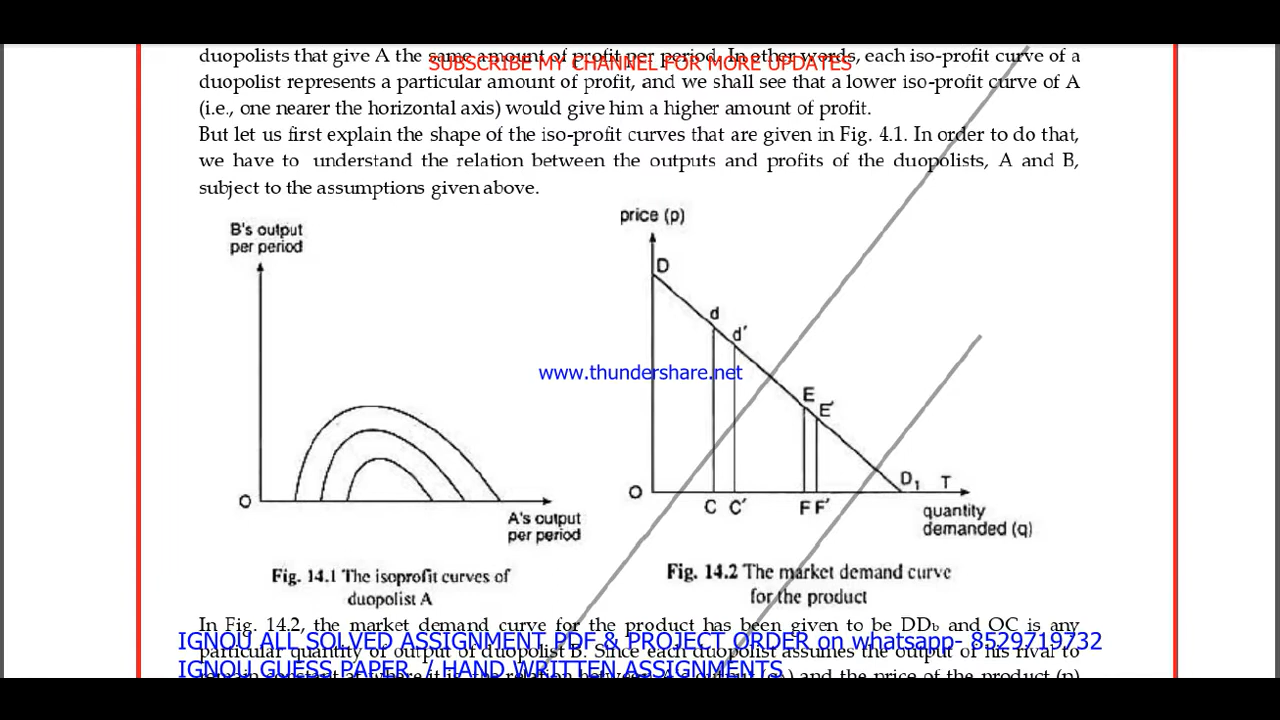 duopolists that give A the same amount of profit per period. In other words, each iso-profit curve of a
SUBSCRIBE MY CHANNEL FOR MORE UPDATES
duopolist represents a particular amount of profit, and we shall see that a lower iso-profit curve of A
(i.e., one nearer the horizontal axis) would give him a higher amount of profit.
But let us first explain the shape of the iso-profit curves that are given in Fig. 4.1. In order to do that,
we have to understand the relation between the outputs and profits of the duopolists, A and B,
subject to the assumptions given above.
B's output
per period
O
A's output
per period
Fig. 14.1 The isoprofit curves of
duopolist A
price (p)
D
d
d′
www.thundershare.net
E
E′
O
C C′ F F′
D₁ T
quantity
demanded (q)
Fig. 14.2 The market demand curve
for the product
In Fig. 14.2, the market demand curve for the product has been given to be DDb and OC is any
IGNOU ALL SOLVED ASSIGNMENT PDF & PROJECT ORDER on whatsapp- 8529719732
particular quantity of output of duopolist B. Since each duopolist assumes the output of his rival to
IGNOU GUESS PAPER / HAND WRITTEN ASSIGNMENTS
and the price of the product (p)